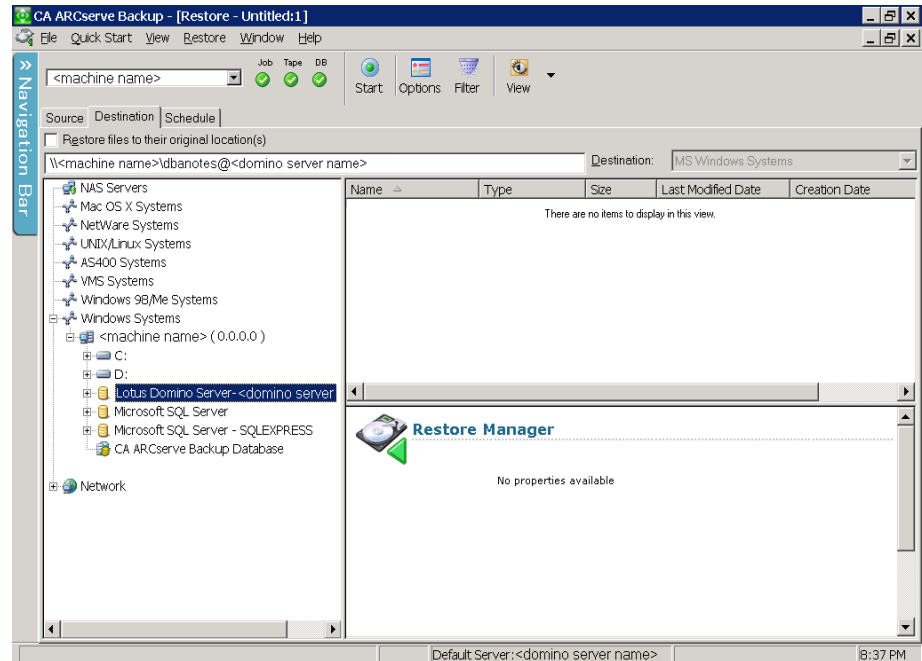 CA ARCserve Backup - [Restore - Untitled:1]
File Quick Start View Restore Window Help
» Navigation Bar
<machine name>
Job Tape DB
Start Options Filter View
Source Destination Schedule
Restore files to their original location(s)
\\<machine name>\dbanotes@<domino server name>
Destination: MS Windows Systems
NAS Servers
Mac OS X Systems
NetWare Systems
UNIX/Linux Systems
AS400 Systems
VMS Systems
Windows 98/Me Systems
Windows Systems
<machine name> ( 0.0.0.0 )
C:
D:
Lotus Domino Server-<domino server
Microsoft SQL Server
Microsoft SQL Server - SQLEXPRESS
CA ARCserve Backup Database
Network
Name Type Size Last Modified Date Creation Date
There are no items to display in this view.
Restore Manager
No properties available
Default Server:<domino server name>
8:37 PM